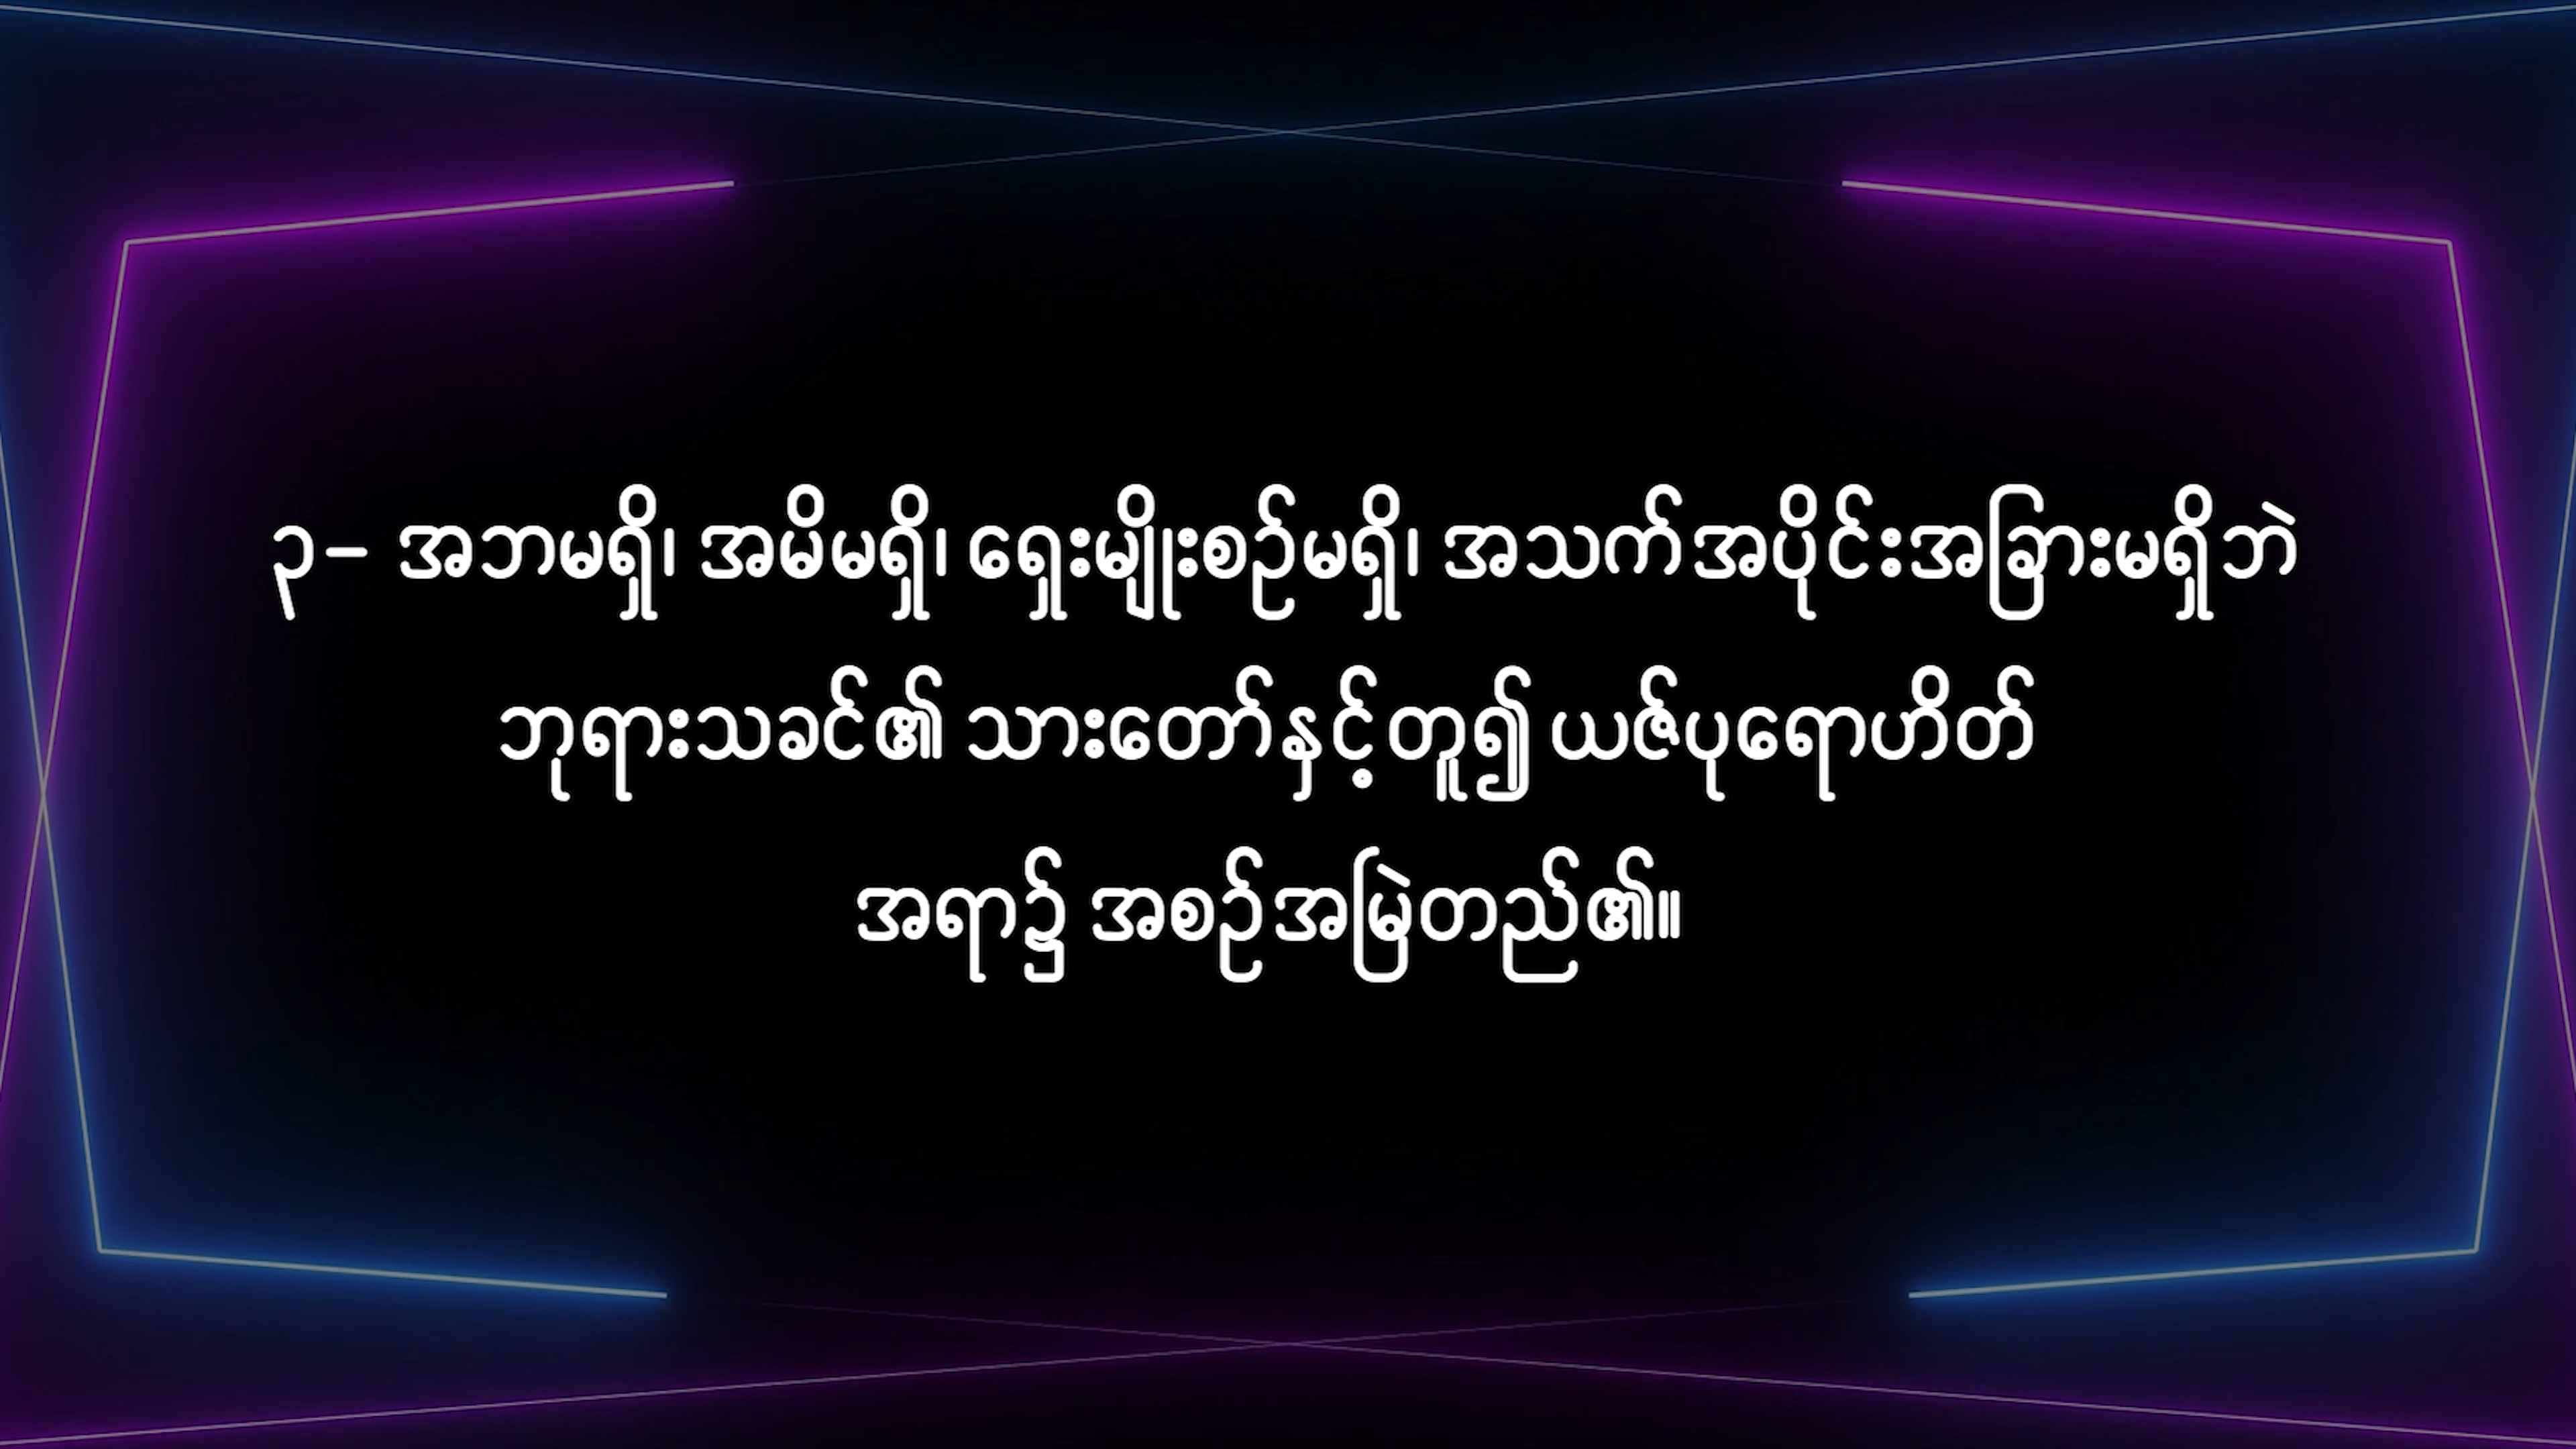 ၃– အဘမရှိ၊ အမိမရှိ၊ ရှေးမျိုးစဉ်မရှိ၊ အသက်အပိုင်းအခြားမရှိဘဲ
ဘုရားသခင်၏ သားတော်နှင့်တူ၍ ယဇ်ပုရောဟိတ်
အရာ၌ အစဉ်အမြဲတည်၏။